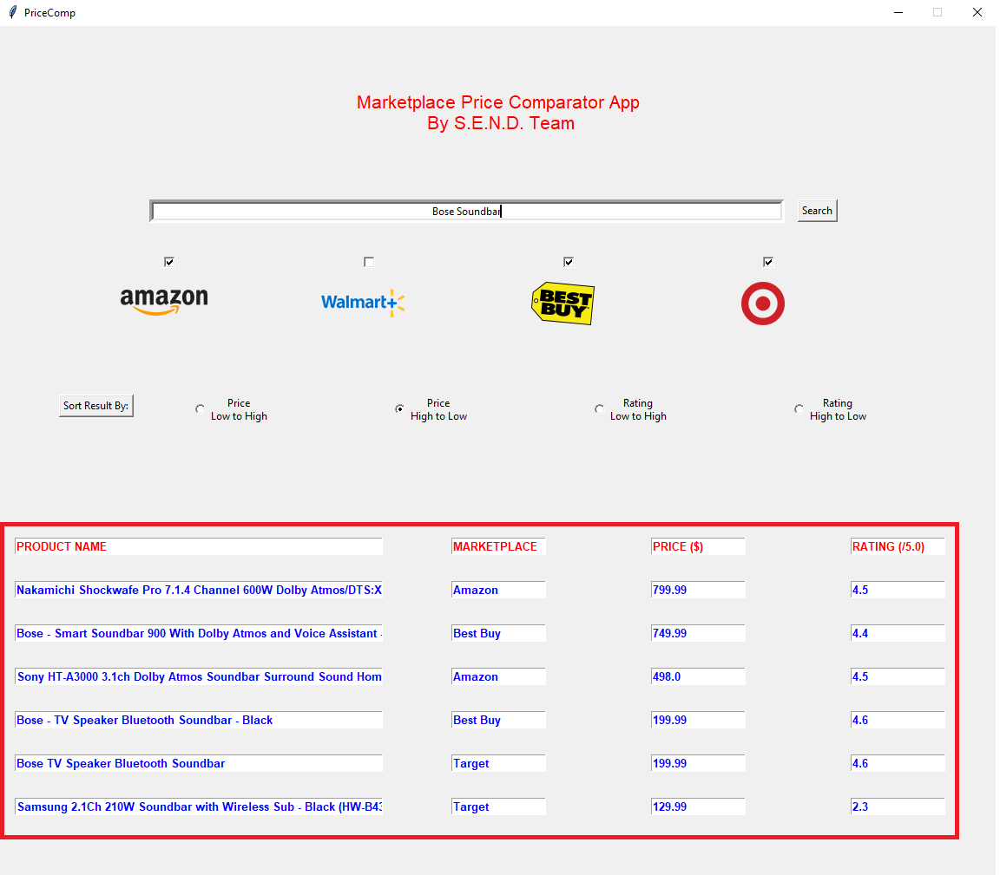 PriceComp
Marketplace Price Comparator App
By S.E.N.D. Team
Bose Soundbar
Search
amazon
Walmart+
BEST BUY
Sort Result By:
Price
Low to High
Price
High to Low
Rating
Low to High
Rating
High to Low
PRODUCT NAME MARKETPLACE PRICE ($) RATING (/5.0)
Nakamichi Shockwafe Pro 7.1.4 Channel 600W Dolby Atmos/DTS:X Amazon 799.99 4.5
Bose - Smart Soundbar 900 With Dolby Atmos and Voice Assistant - Best Buy 749.99 4.4
Sony HT-A3000 3.1ch Dolby Atmos Soundbar Surround Sound Hom Amazon 498.0 4.5
Bose - TV Speaker Bluetooth Soundbar - Black Best Buy 199.99 4.6
Bose TV Speaker Bluetooth Soundbar Target 199.99 4.6
Samsung 2.1Ch 210W Soundbar with Wireless Sub - Black (HW-B43 Target 129.99 2.3